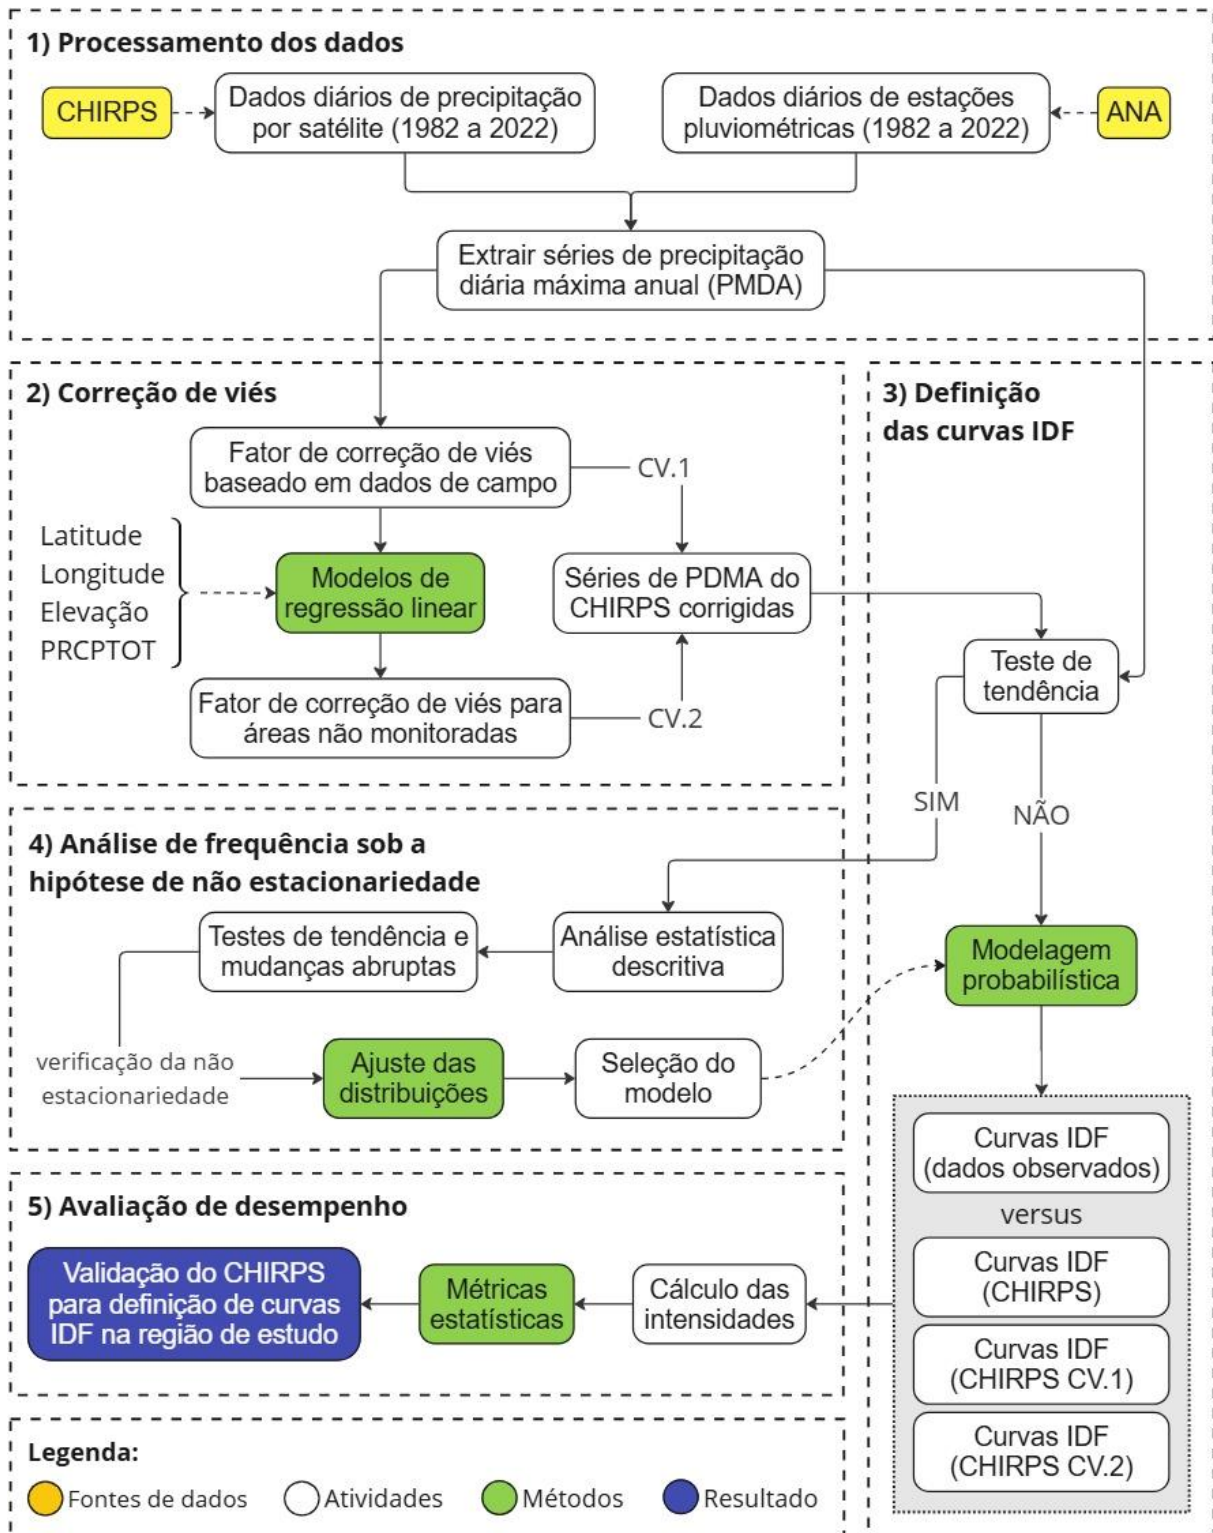 1) Processamento dos dados
CHIRPS
Dados diários de precipitação
por satélite (1982 a 2022)
Dados diários de estações
pluviométricas (1982 a 2022)
ANA
Extrair séries de precipitação
diária máxima anual (PMDA)
2) Correção de viés
Fator de correção de viés
baseado em dados de campo
CV.1
Latitude
Longitude
Elevação
PRCPTOT
Modelos de
regressão linear
Séries de PDMA do
CHIRPS corrigidas
Fator de correção de viés para
áreas não monitoradas
CV.2
3) Definição
das curvas IDF
Teste de
tendência
SIM
NÃO
Modelagem
probabilística
Curvas IDF
(dados observados)
versus
Curvas IDF
(CHIRPS)
Curvas IDF
(CHIRPS CV.1)
Curvas IDF
(CHIRPS CV.2)
4) Análise de frequência sob a
hipótese de não estacionariedade
Testes de tendência e
mudanças abruptas
Análise estatística
descritiva
verificação da não
estacionariedade
Ajuste das
distribuições
Seleção do
modelo
5) Avaliação de desempenho
Validação do CHIRPS
para definição de curvas
IDF na região de estudo
Métricas
estatísticas
Cálculo das
intensidades
Legenda:
Fontes de dados
Atividades
Métodos
Resultado